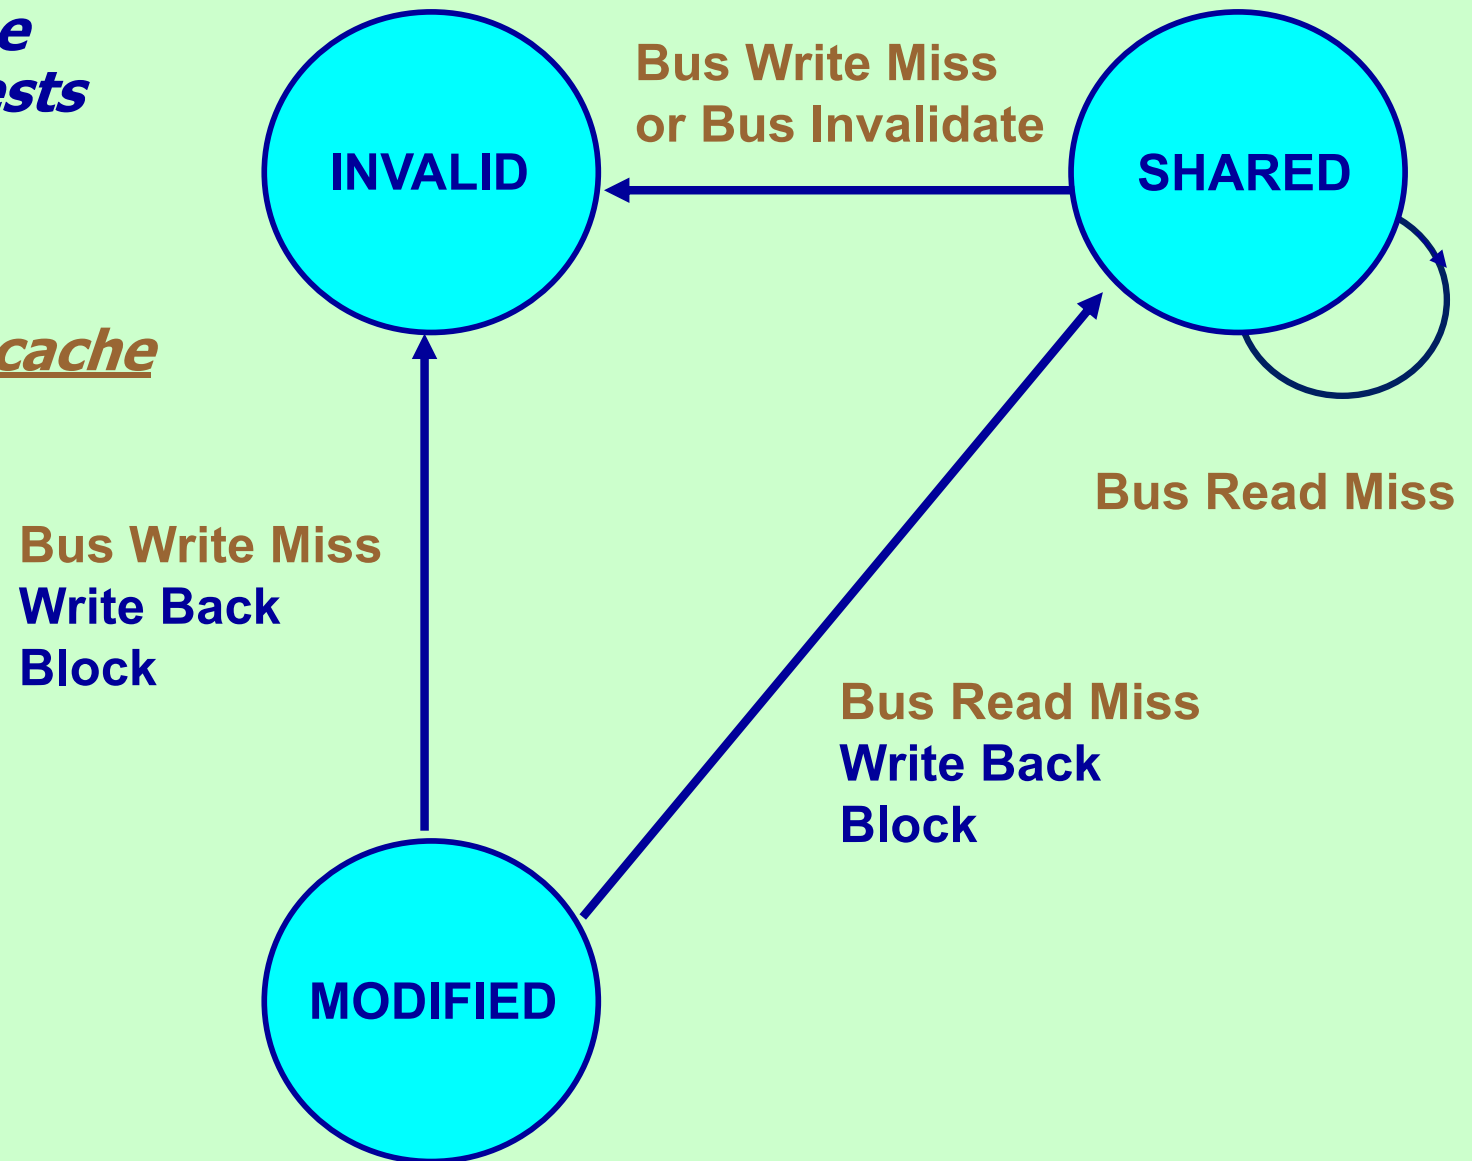 Bus Write Miss
or Bus Invalidate
INVALID
SHARED
cache
Bus Read Miss
Bus Write Miss
Write Back
Block
Bus Read Miss
Write Back
Block
MODIFIED